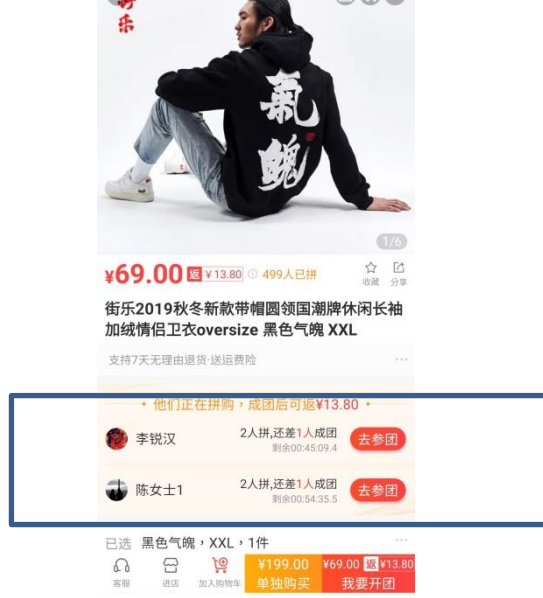 街乐
氣
魄
1/6
¥69.00 返 ¥13.80 499人已拼
收藏 分享
街乐2019秋冬新款带帽圆领国潮牌休闲长袖
加绒情侣卫衣oversize 黑色气魄 XXL
支持7天无理由退货·送运费险
他们正在拼购，成团后可返¥13.80
李锐汉 2人拼,还差1人成团 去参团
剩余00:45:09.4
陈女士1 2人拼,还差1人成团 去参团
剩余00:54:35.5
已选 黑色气魄，XXL，1件
¥199.00 ¥69.00 返 ¥13.80
客服 进店 加入购物车 单独购买 我要开团